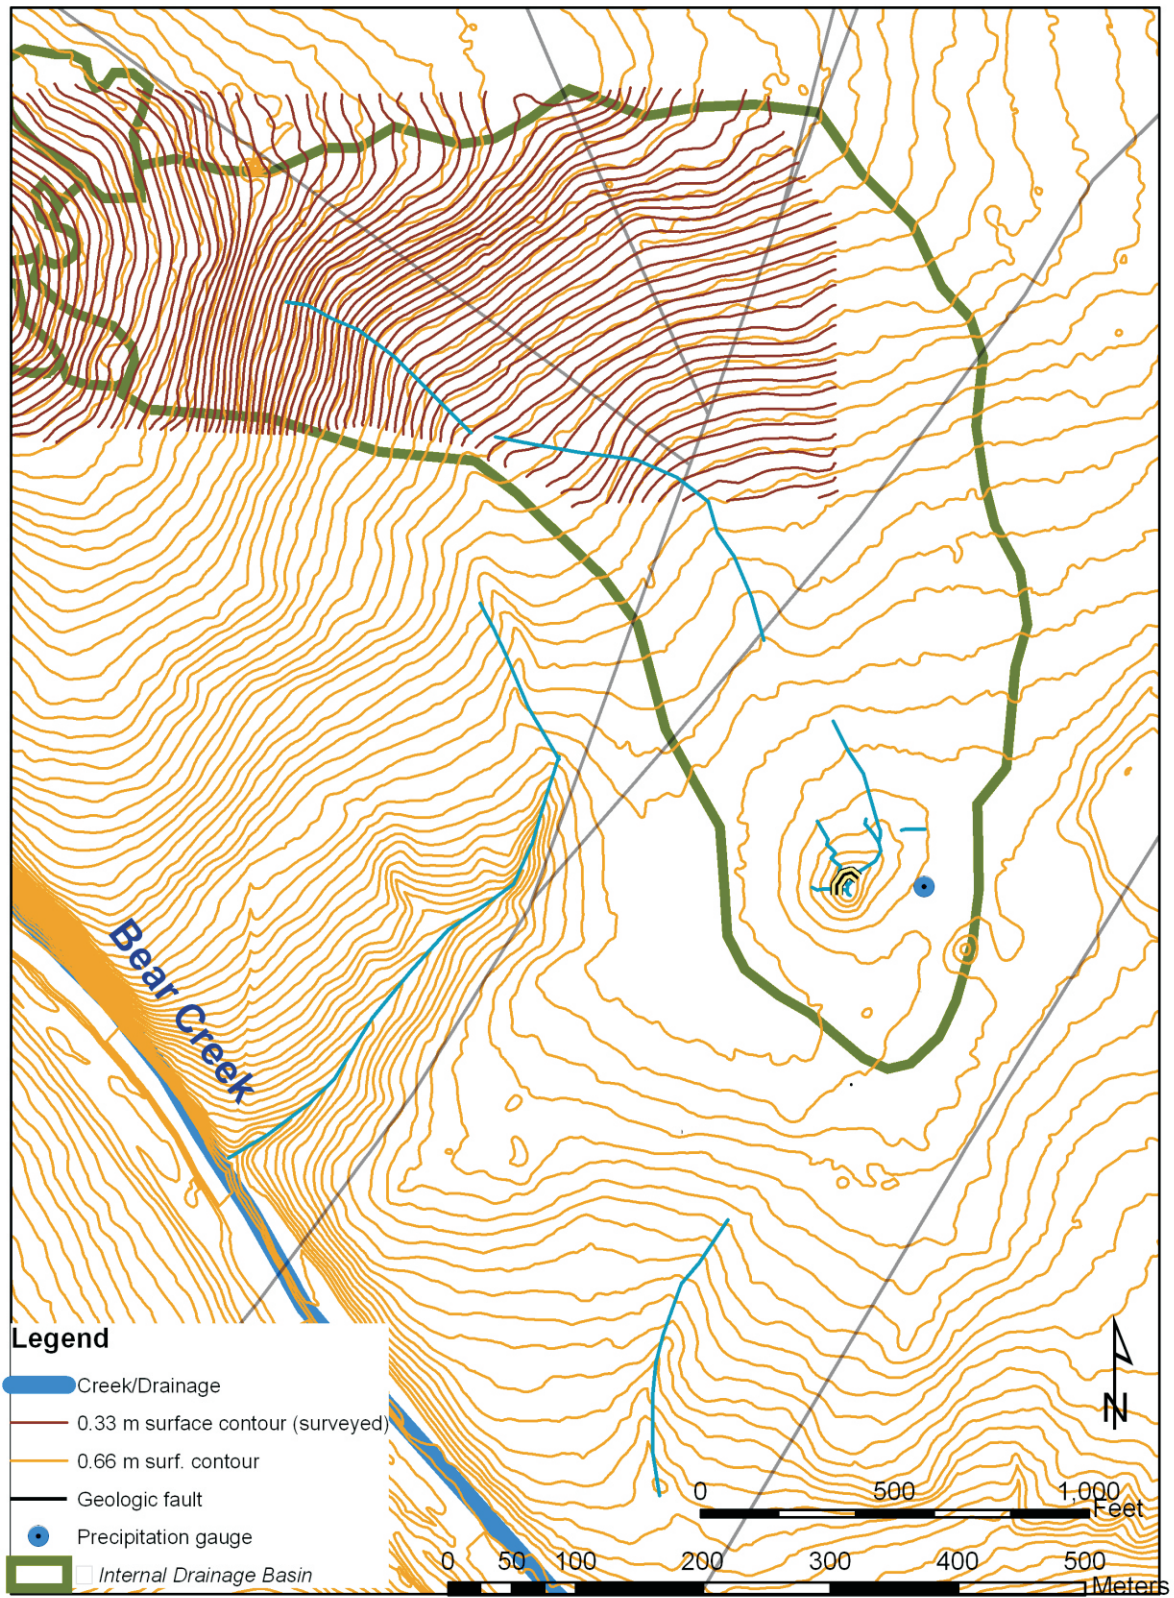 Bear Creek
Legend
Creek/Drainage
0.33 m surface contour (surveyed)
0.66 m surf. contour
Geologic fault
Precipitation gauge
Internal Drainage Basin
N
0 500 1,000
Feet
0 50 100 200 300 400 500
Meters